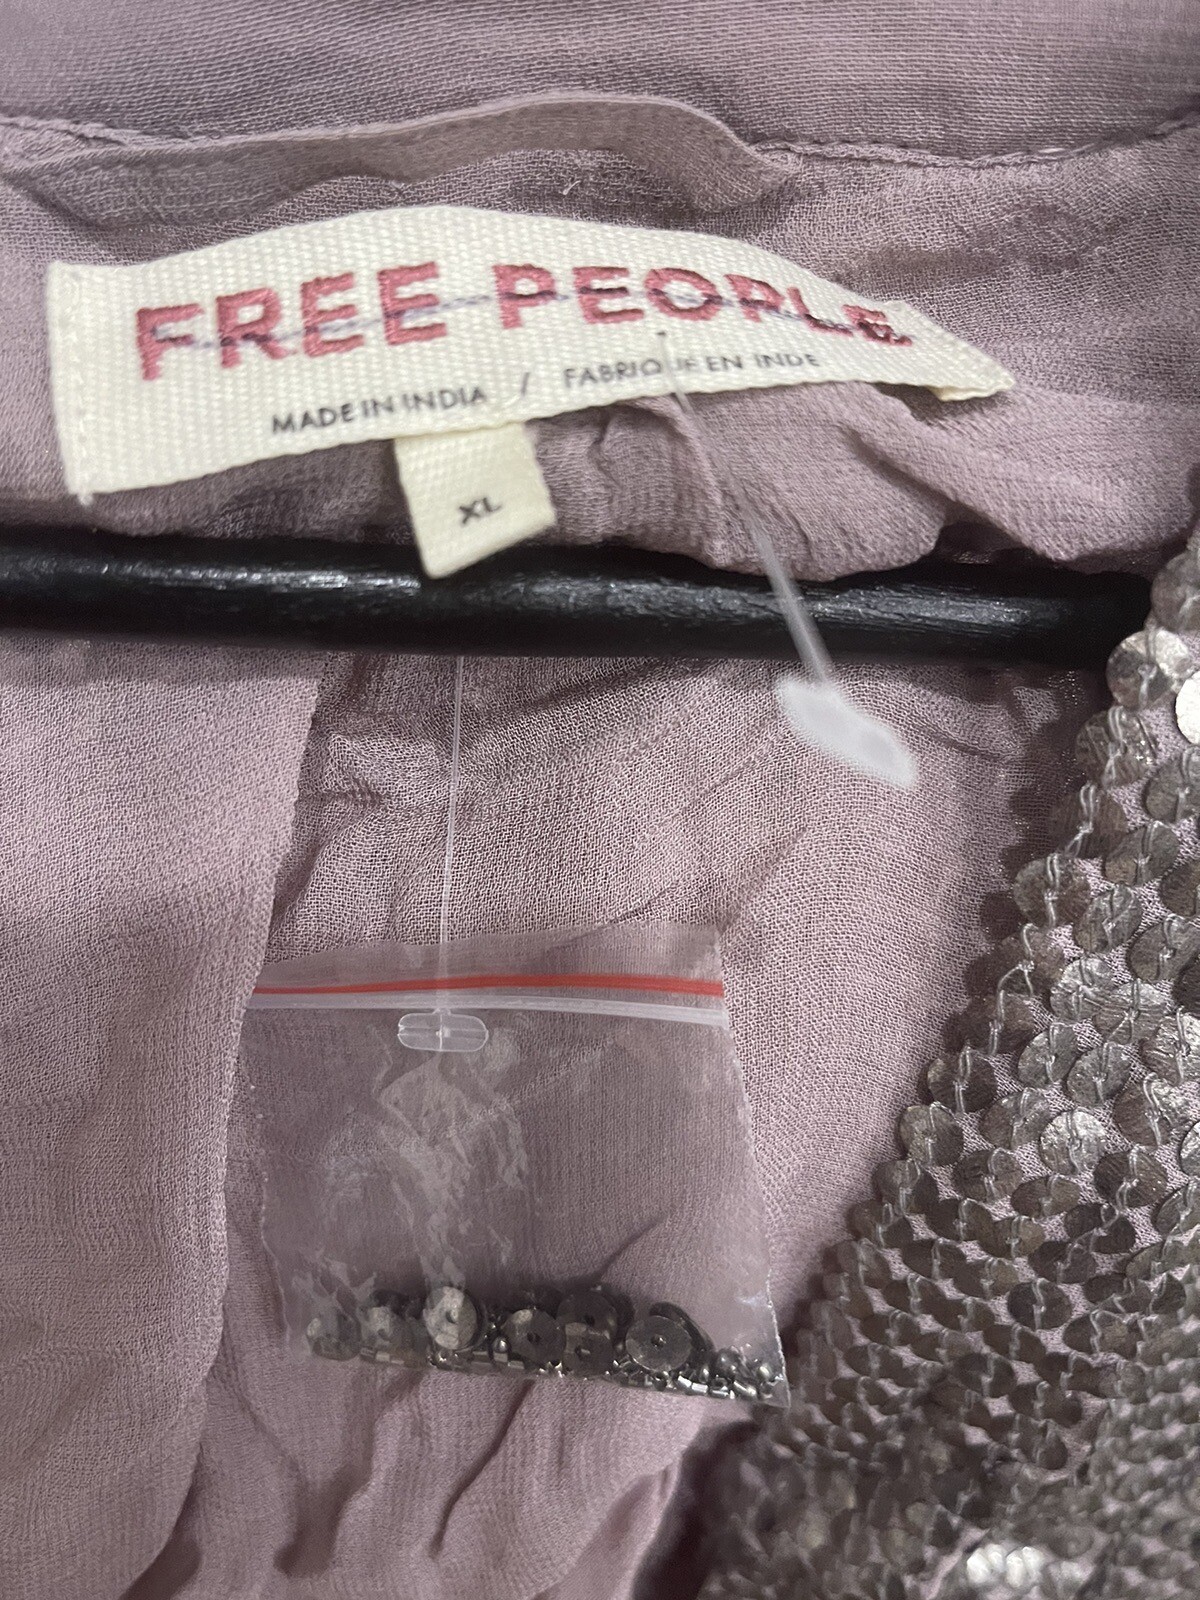 FREE PEOPLE
MADE IN INDIA / FABRIQUE EN INDE
XL